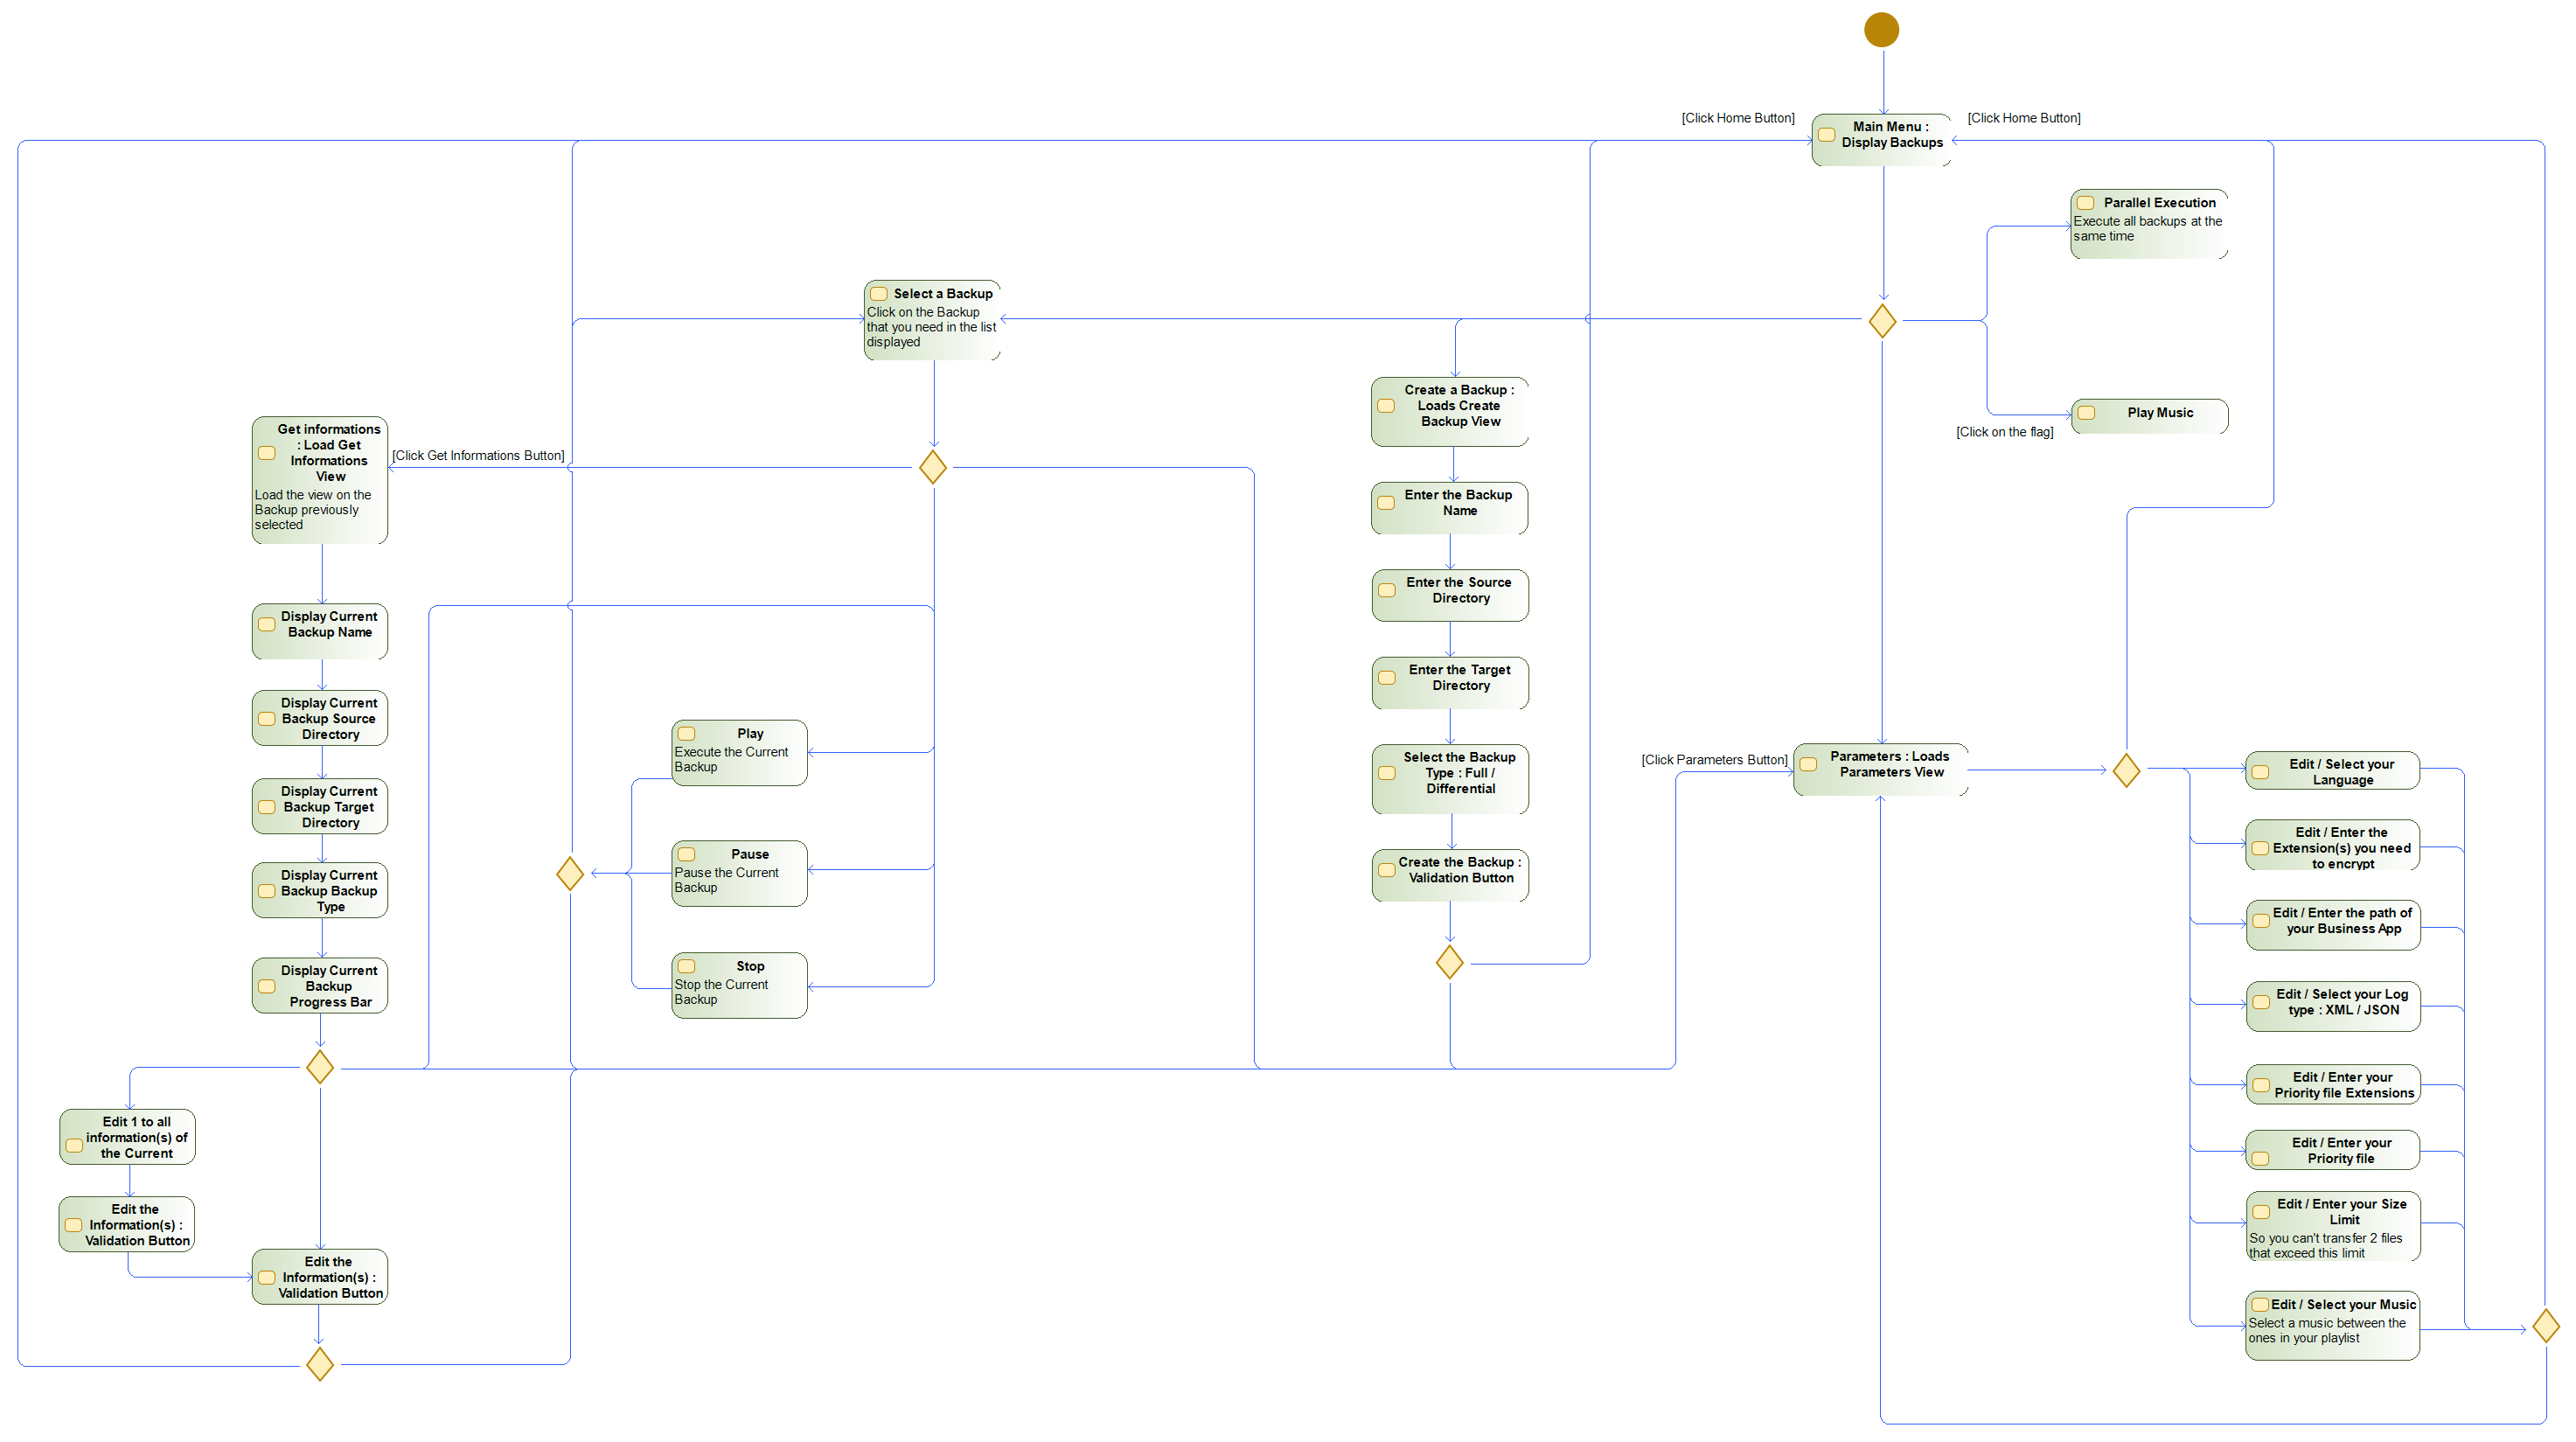 [Click Home Button]
Main Menu :
Display Backups
[Click Home Button]
Parallel Execution
Execute all backups at the
same time
Select a Backup
Click on the Backup
that you need in the list
displayed
Create a Backup :
Loads Create
Backup View
Play Music
[Click on the flag]
Get informations
: Load Get
Informations
View
Load the view on the
Backup previously
selected
[Click Get Informations Button]
Enter the Backup
Name
Enter the Source
Directory
Enter the Target
Directory
Select the Backup
Type : Full /
Differential
Create the Backup :
Validation Button
Display Current
Backup Name
Display Current
Backup Source
Directory
Display Current
Backup Target
Directory
Display Current
Backup Backup
Type
Display Current
Backup
Progress Bar
Play
Execute the Current
Backup
Pause
Pause the Current
Backup
Stop
Stop the Current
Backup
[Click Parameters Button]
Parameters : Loads
Parameters View
Edit / Select your
Language
Edit / Enter the
Extension(s) you need
to encrypt
Edit / Enter the path of
your Business App
Edit / Select your Log
type : XML / JSON
Edit / Enter your
Priority file Extensions
Edit / Enter your
Priority file
Edit / Enter your Size
Limit
So you can't transfer 2 files
that exceed this limit
Edit / Select your Music
Select a music between the
ones in your playlist
Edit 1 to all
information(s) of
the Current
Edit the
Information(s) :
Validation Button
Edit the
Information(s) :
Validation Button